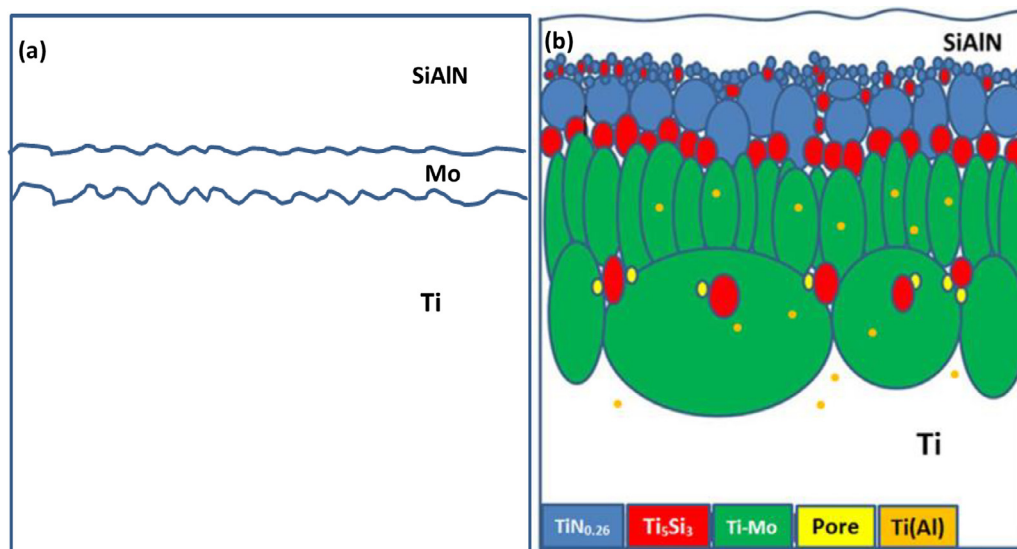 (a)
SiAlN
Mo
Ti
(b)
SiAlN
Ti
TiN₀.₂₆
Ti₅Si₃
Ti-Mo
Pore
Ti(Al)